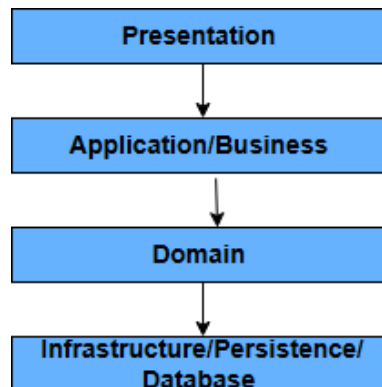 Presentation
Application/Business
Domain
Infrastructure/Persistence/
Database